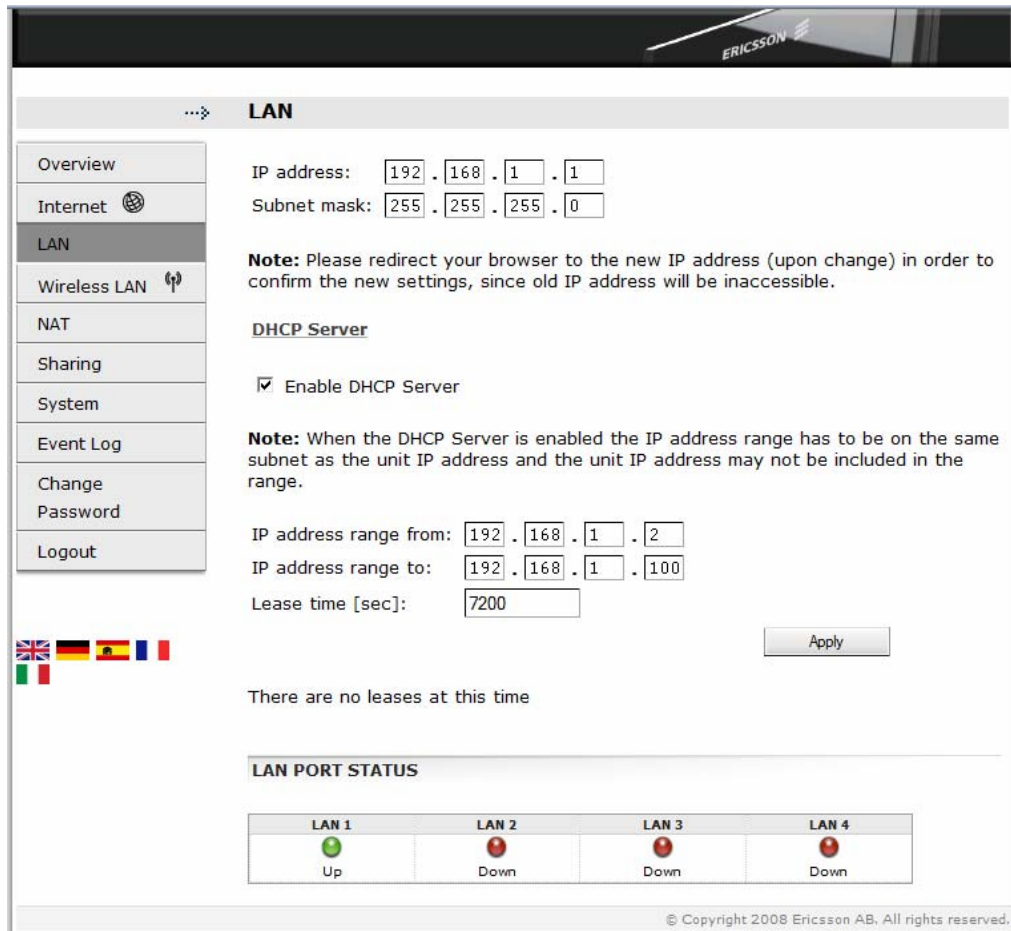 ERICSSON
LAN
Overview
Internet
LAN
Wireless LAN
NAT
Sharing
System
Event Log
Change
Password
Logout
IP address: 192 . 168 . 1 . 1
Subnet mask: 255 . 255 . 255 . 0
Note: Please redirect your browser to the new IP address (upon change) in order to
confirm the new settings, since old IP address will be inaccessible.
DHCP Server
Enable DHCP Server
Note: When the DHCP Server is enabled the IP address range has to be on the same
subnet as the unit IP address and the unit IP address may not be included in the
range.
IP address range from: 192 . 168 . 1 . 2
IP address range to: 192 . 168 . 1 . 100
Lease time [sec]: 7200
Apply
There are no leases at this time
LAN PORT STATUS
LAN 1 LAN 2 LAN 3 LAN 4
Up Down Down Down
© Copyright 2008 Ericsson AB. All rights reserved.